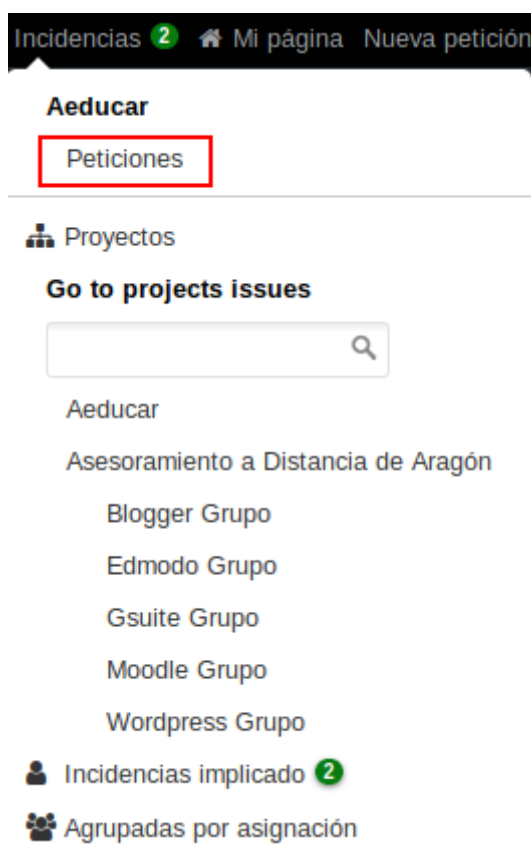 Incidencias 2 Mi página Nueva petición
Aeducar
Peticiones
Proyectos
Go to projects issues
Aeducar
Asesoramiento a Distancia de Aragón
Blogger Grupo
Edmodo Grupo
Gsuite Grupo
Moodle Grupo
Wordpress Grupo
Incidencias implicado 2
Agrupadas por asignación